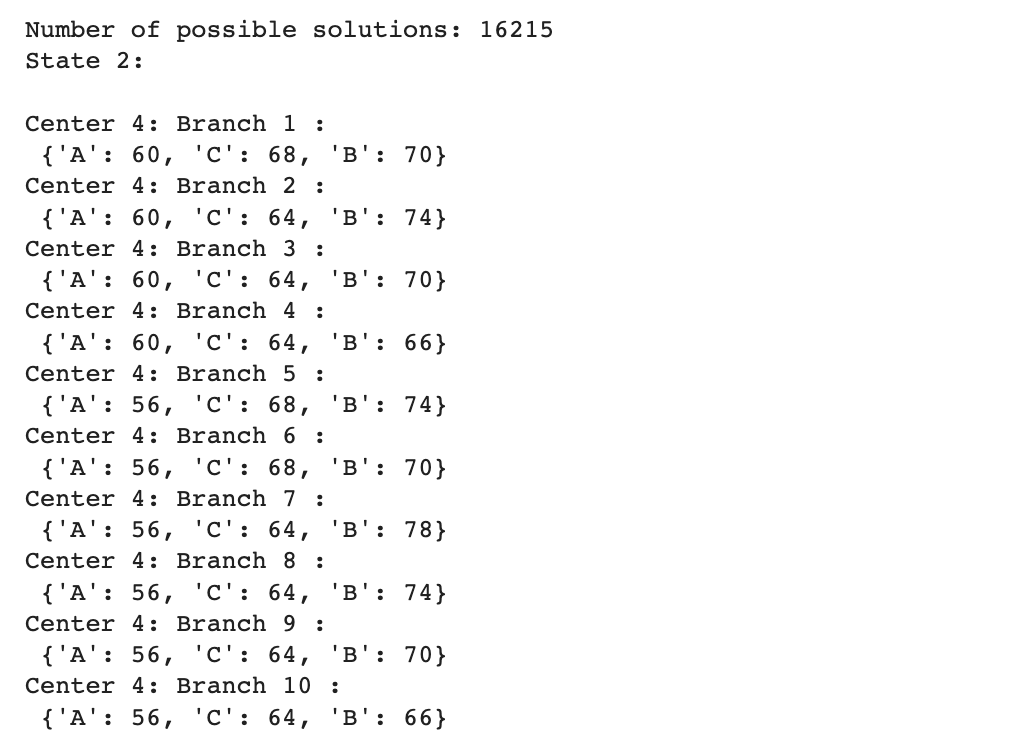 Number of possible solutions: 16215
State 2:
Center 4: Branch 1 :
{'A': 60, 'C': 68, 'B': 70}
Center 4: Branch 2 :
{'A': 60, 'C': 64, 'B': 74}
Center 4: Branch 3 :
{'A': 60, 'C': 64, 'B': 70}
Center 4: Branch 4 :
{'A': 60, 'C': 64, 'B': 66}
Center 4: Branch 5 :
{'A': 56, 'C': 68, 'B': 74}
Center 4: Branch 6 :
{'A': 56, 'C': 68, 'B': 70}
Center 4: Branch 7 :
{'A': 56, 'C': 64, 'B': 78}
Center 4: Branch 8 :
{'A': 56, 'C': 64, 'B': 74}
Center 4: Branch 9 :
{'A': 56, 'C': 64, 'B': 70}
Center 4: Branch 10 :
{'A': 56, 'C': 64, 'B': 66}